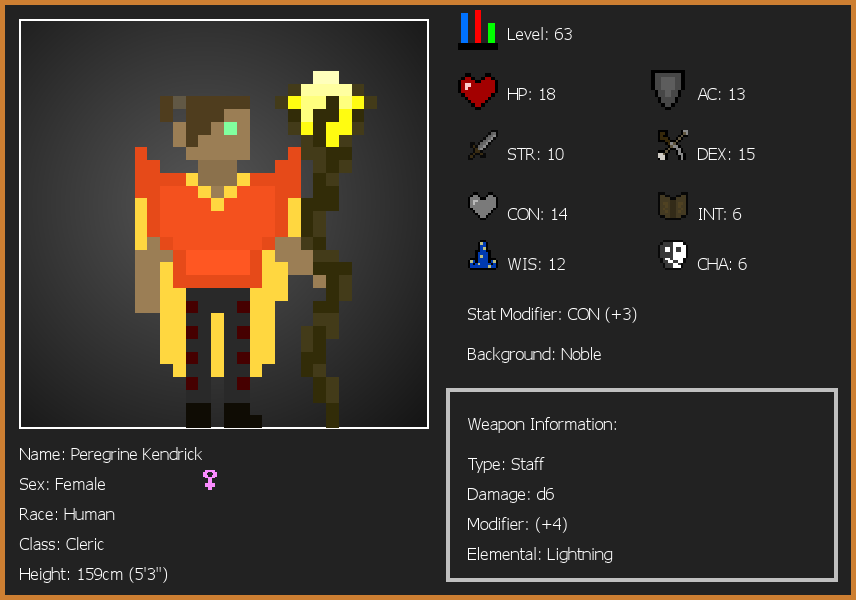 Level: 63
HP: 18
AC: 13
STR: 10
DEX: 15
CON: 14
INT: 6
WIS: 12
CHA: 6
Stat Modifier: CON (+3)
Background: Noble
Weapon Information:
Type: Staff
Damage: d6
Modifier: (+4)
Elemental: Lightning
Name: Peregrine Kendrick
Sex: Female
Race: Human
Class: Cleric
Height: 159cm (5'3")